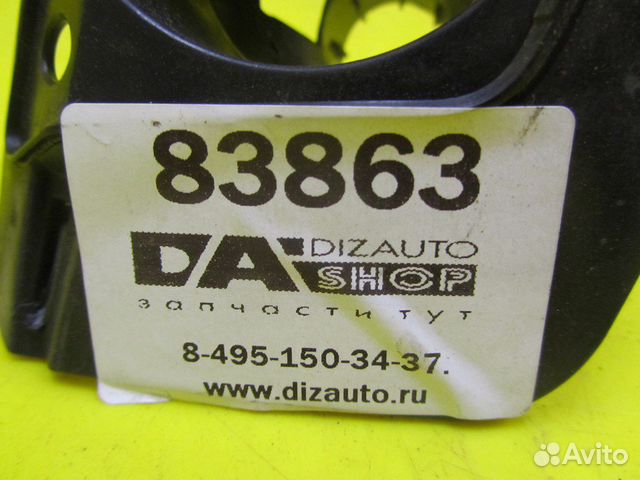 83863
DA DIZAUTO
SHOP
запчасти тут
8-495-150-34-37.
www.dizauto.ru
Avito